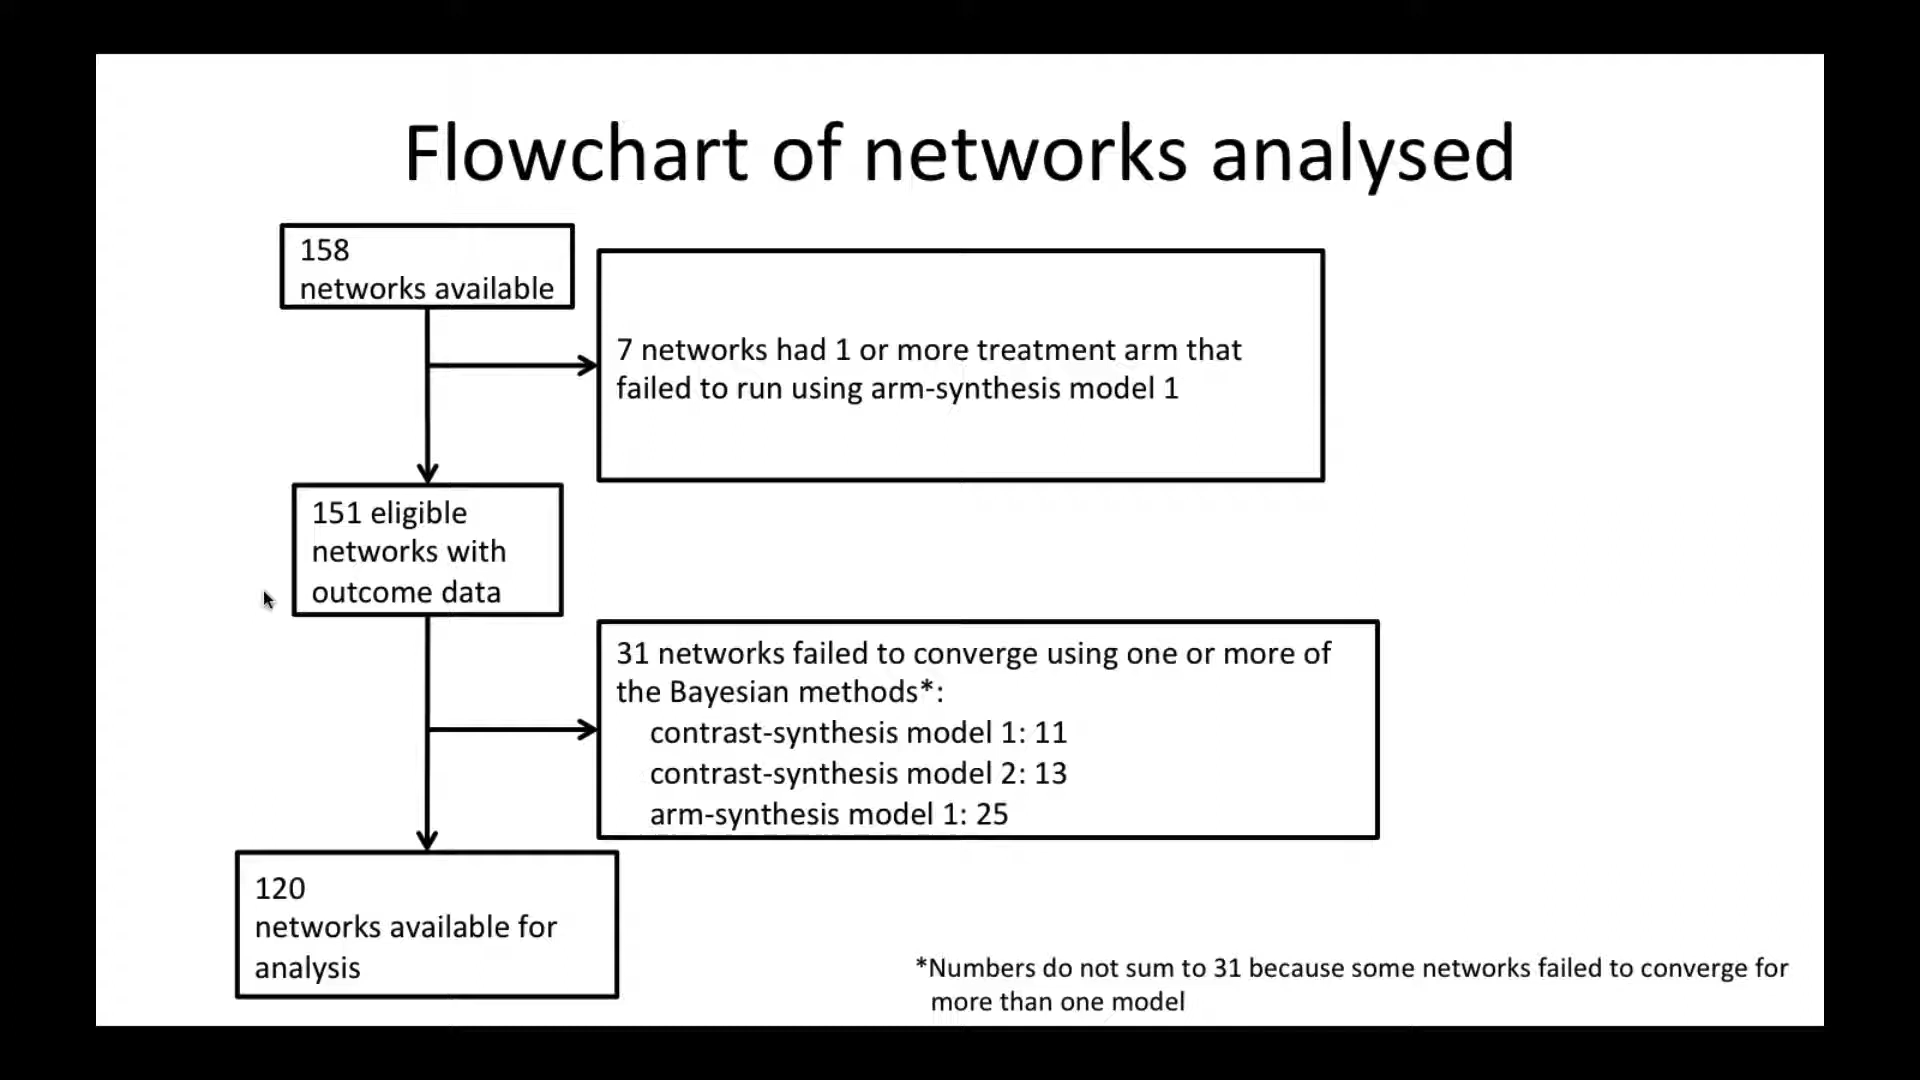 Flowchart of networks analysed
158
networks available
7 networks had 1 or more treatment arm that
failed to run using arm-synthesis model 1
151 eligible
networks with
outcome data
31 networks failed to converge using one or more of
the Bayesian methods*:
contrast-synthesis model 1: 11
contrast-synthesis model 2: 13
arm-synthesis model 1: 25
120
networks available for
analysis
*Numbers do not sum to 31 because some networks failed to converge for
more than one model